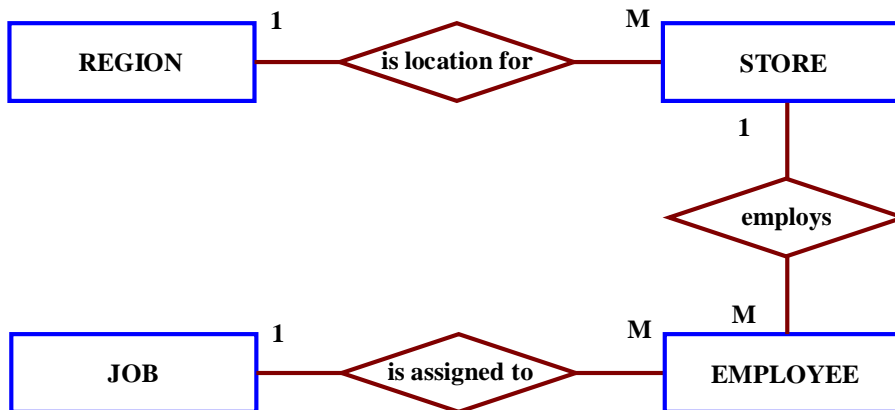 1 M
REGION is location for STORE
1
employs
1 M M
JOB is assigned to EMPLOYEE